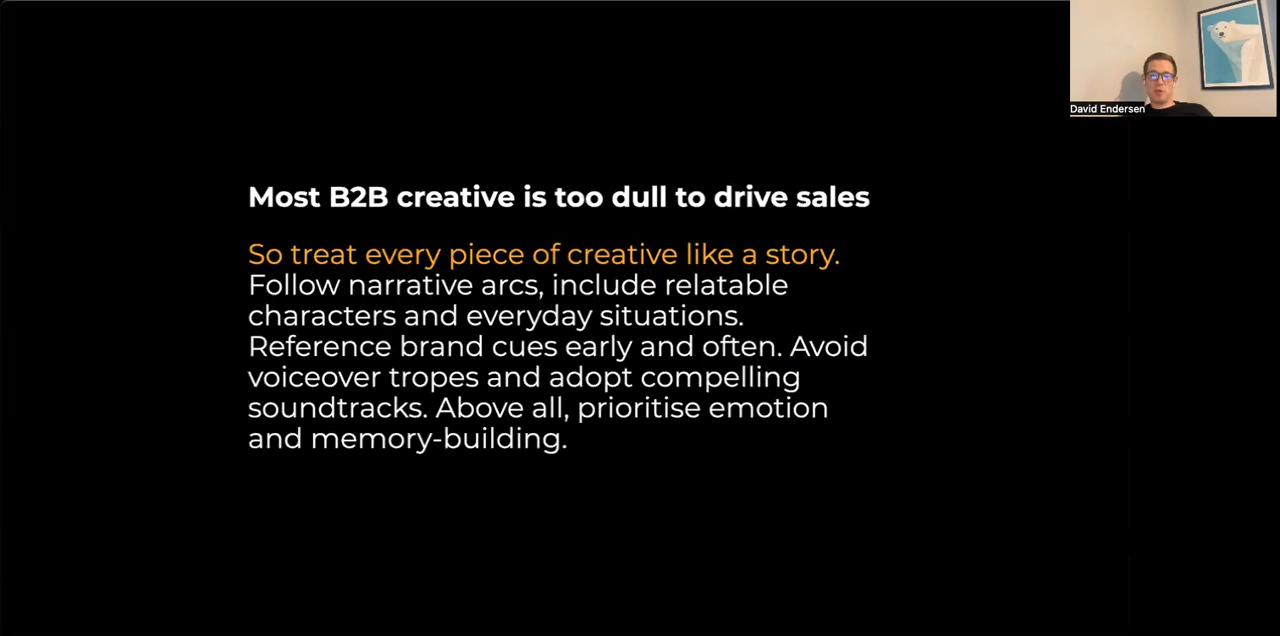 Most B2B creative is too dull to drive sales
So treat every piece of creative like a story.
Follow narrative arcs, include relatable
characters and everyday situations.
Reference brand cues early and often. Avoid
voiceover tropes and adopt compelling
soundtracks. Above all, prioritise emotion
and memory-building.
David Endersen